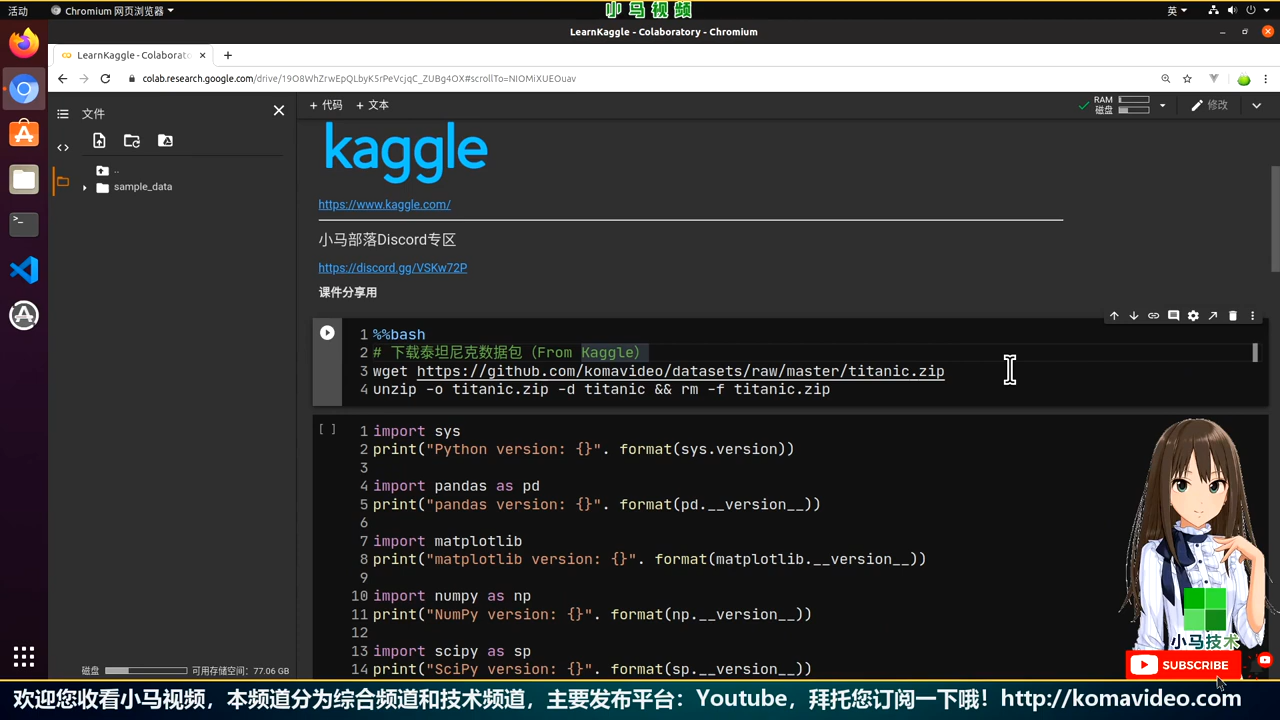 活动
Chromium 网页浏览器
小马视频
英
LearnKaggle - Colaboratory - Chromium
LearnKaggle - Colaborato
colab.research.google.com/drive/19O8WhZrwEpQLbyK5rPeVcjqC_ZUBg4OX#scrollTo=NIOMiXUEOuav
文件
+ 代码 + 文本
RAM
磁盘
修改
..
sample_data
kaggle
https://www.kaggle.com/
小马部落Discord专区
https://discord.gg/VSKw72P
课件分享用
1 %%bash
2 # 下载泰坦尼克数据包（From Kaggle）
3 wget https://github.com/komavideo/datasets/raw/master/titanic.zip
4 unzip -o titanic.zip -d titanic && rm -f titanic.zip
[ ]
1 import sys
2 print("Python version: {}". format(sys.version))
3
4 import pandas as pd
5 print("pandas version: {}". format(pd.__version__))
6
7 import matplotlib
8 print("matplotlib version: {}". format(matplotlib.__version__))
9
10 import numpy as np
11 print("NumPy version: {}". format(np.__version__))
12
13 import scipy as sp
14 print("SciPy version: {}". format(sp.__version__))
小马技术
SUBSCRIBE
磁盘
可用存储空间：77.06 GB
欢迎您收看小马视频，本频道分为综合频道和技术频道，主要发布平台：Youtube，拜托您订阅一下哦！http://komavideo.com